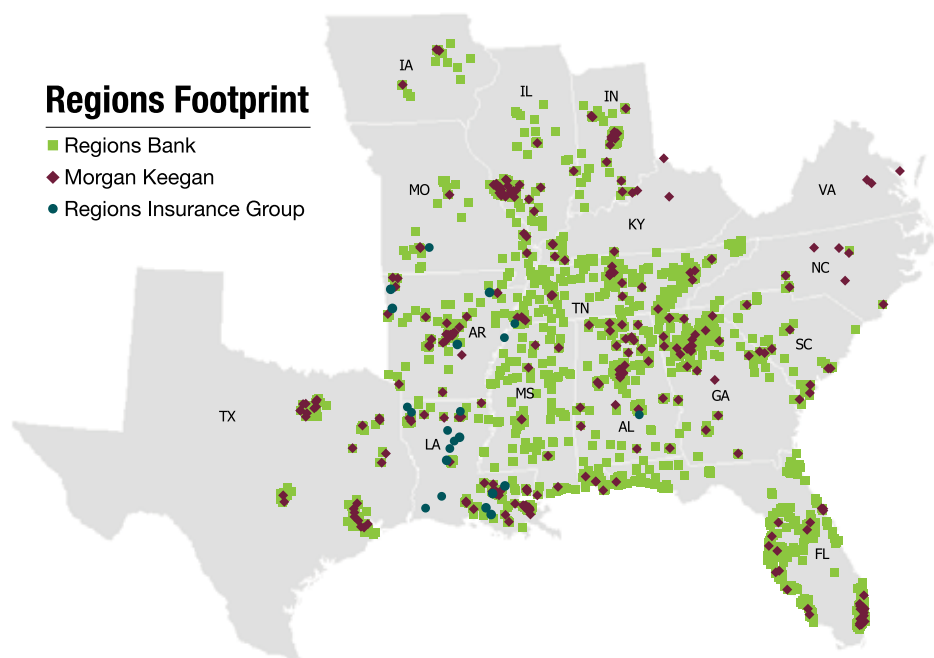 Regions Footprint
Regions Bank
Morgan Keegan
Regions Insurance Group
IA
IL
IN
MO
VA
KY
NC
TN
AR
SC
MS
GA
TX
AL
LA
FL